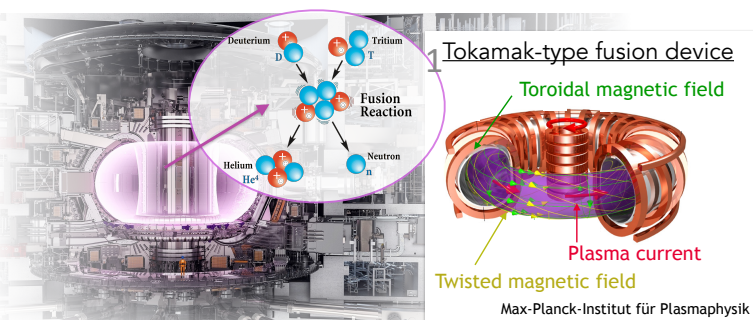 Deuterium
D
Tritium
T
Fusion
Reaction
Helium
He⁴
Neutron
n
1
Tokamak-type fusion device
Toroidal magnetic field
Plasma current
Twisted magnetic field
Max-Planck-Institut für Plasmaphysik